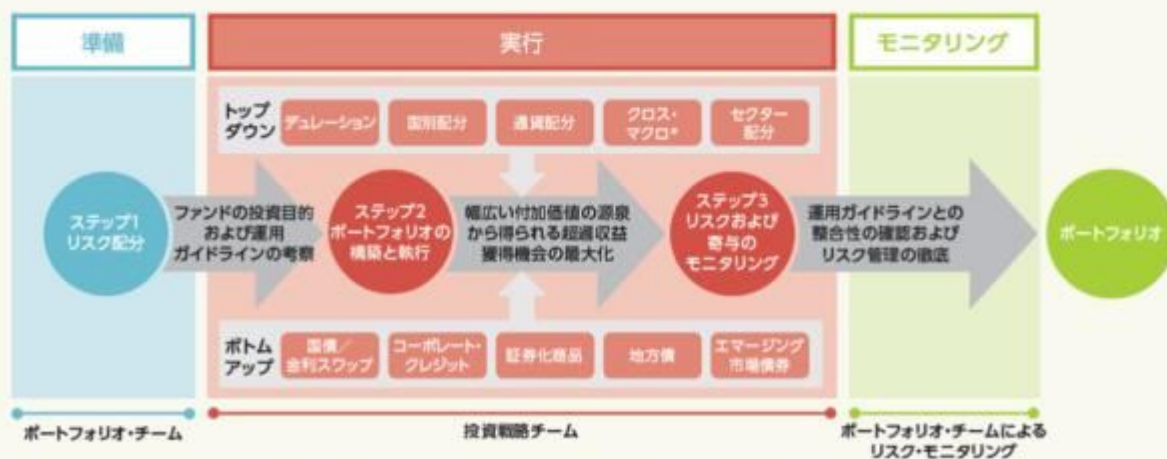 準備
実行
モニタリング
トップ
ダウン
デュレーション
国別配分
通貨配分
クロス・
マクロ*
セクター
配分
ステップ1
リスク配分
ファンドの投資目的
および運用
ガイドラインの考察
ステップ2
ポートフォリオの
構築と執行
幅広い付加価値の源泉
から得られる超過収益
獲得機会の最大化
ステップ3
リスクおよび
寄与の
モニタリング
運用ガイドラインとの
整合性の確認および
リスク管理の徹底
ポートフォリオ
ボトム
アップ
国債／
金利スワップ
コーポレート・
クレジット
証券化商品
地方債
エマージング
市場債券
ポートフォリオ・チーム
投資戦略チーム
ポートフォリオ・チームによる
リスク・モニタリング